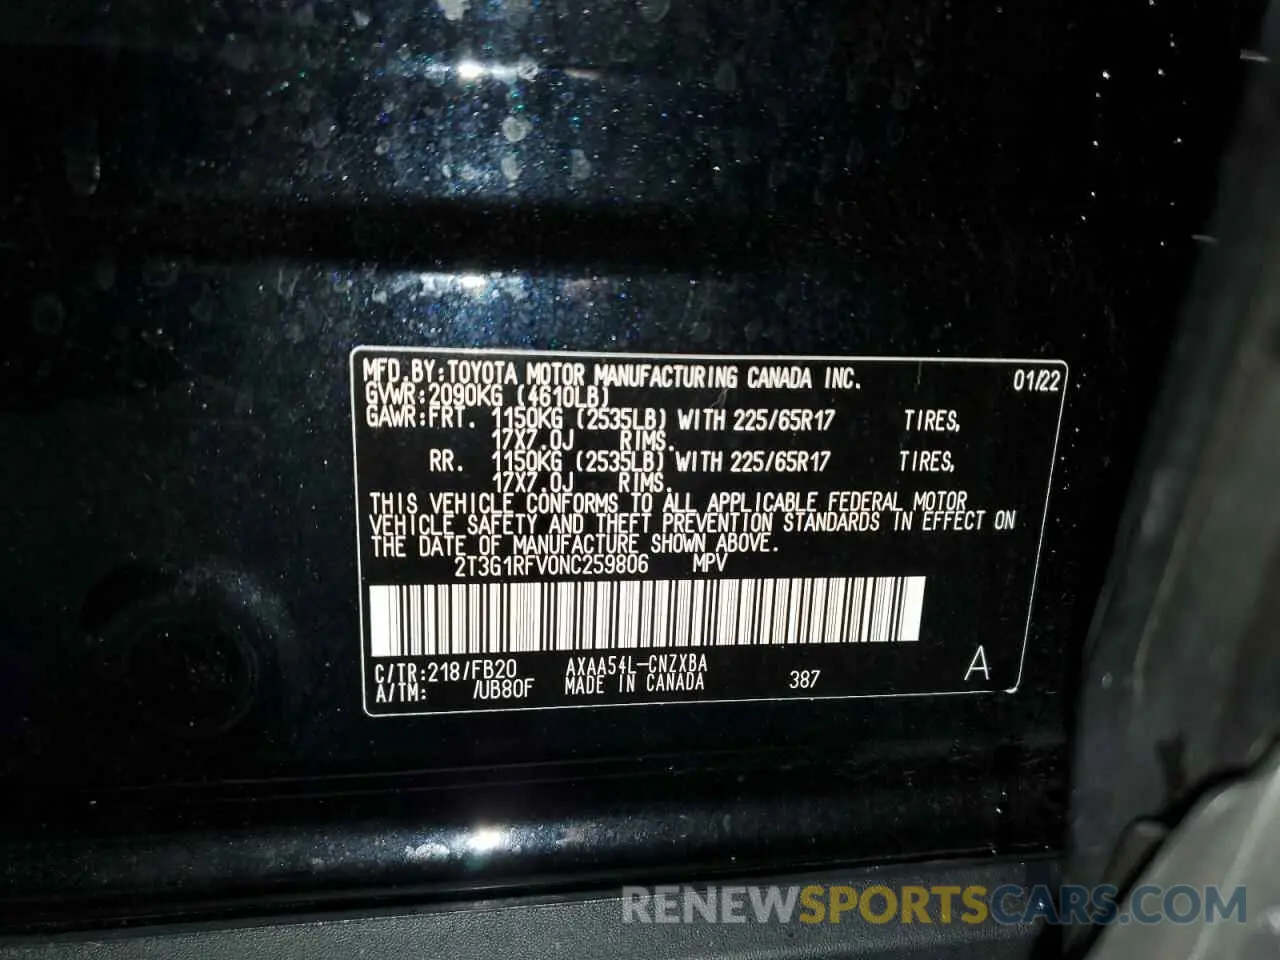 MFD.BY:TOYOTA MOTOR MANUFACTURING CANADA INC. 01/22
GVWR:2090KG (4610LB)
GAWR:FRT. 1150KG (2535LB) WITH 225/65R17 TIRES,
17X7.0J RIMS.
RR. 1150KG (2535LB) WITH 225/65R17 TIRES,
17X7.0J RIMS.
THIS VEHICLE CONFORMS TO ALL APPLICABLE FEDERAL MOTOR
VEHICLE SAFETY AND THEFT PREVENTION STANDARDS IN EFFECT ON
THE DATE OF MANUFACTURE SHOWN ABOVE.
2T3G1RFV0NC259806 MPV
C/TR:218/FB20 AXAA54L-CNZXBA
A/TM: /UB80F MADE IN CANADA 387 A
RENEWSPORTSCARS.COM